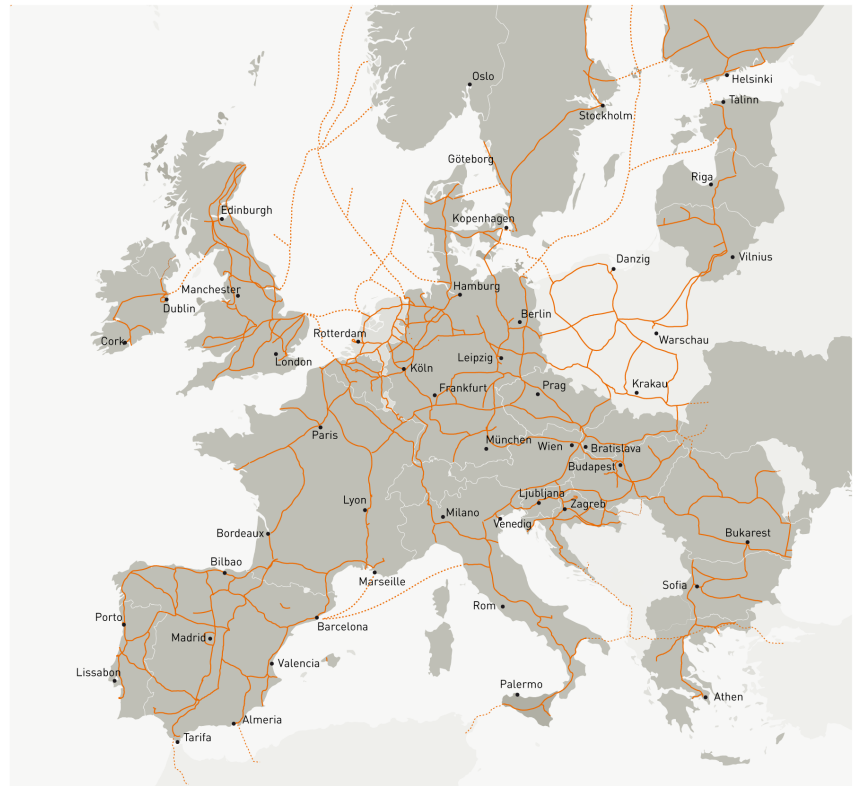 Oslo
Helsinki
Talinn
Stockholm
Göteborg
Riga
Edinburgh
Kopenhagen
Danzig
Vilnius
Manchester
Hamburg
Dublin
Berlin
Rotterdam
Warschau
Cork
London
Leipzig
Köln
Frankfurt
Prag
Krakau
Paris
München
Wien
Bratislava
Budapest
Lyon
Ljubljana
Milano
Zagreb
Venedig
Bordeaux
Bukarest
Bilbao
Marseille
Sofia
Rom
Porto
Barcelona
Madrid
Valencia
Lissabon
Palermo
Athen
Almeria
Tarifa